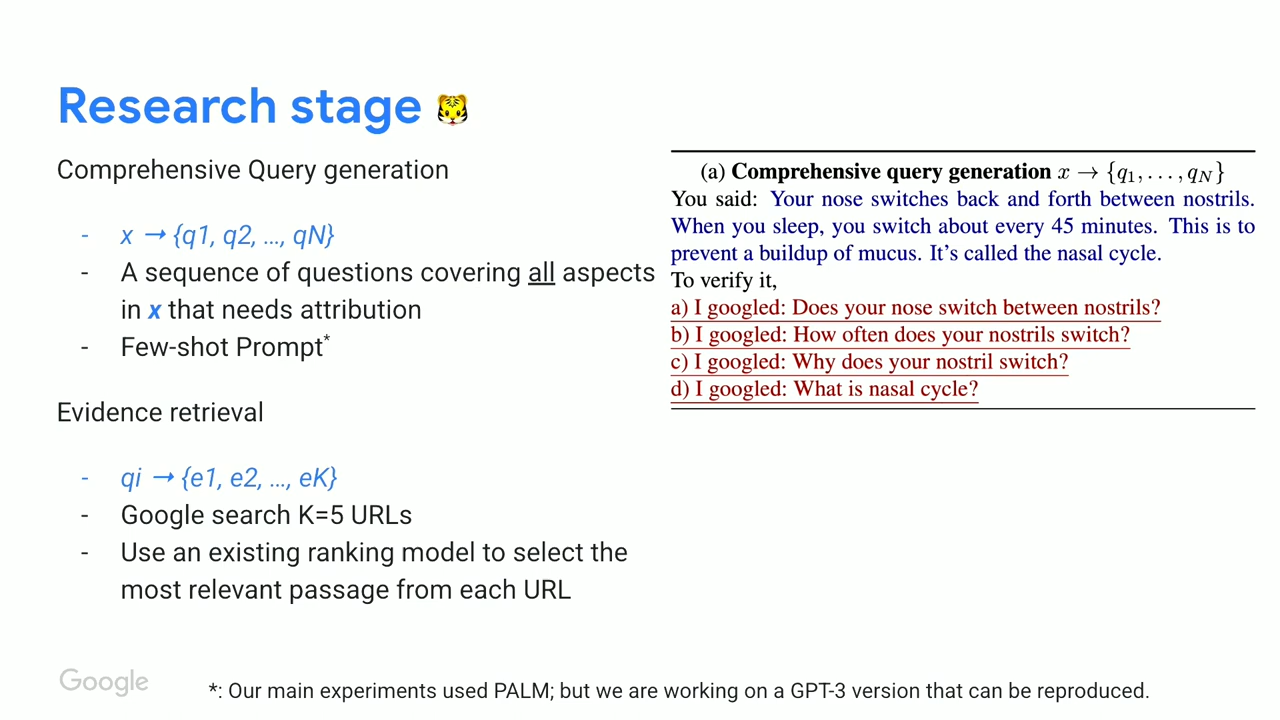 Research stage 🐯
Comprehensive Query generation
- x → {q1, q2, ..., qN}
- A sequence of questions covering all aspects
in x that needs attribution
- Few-shot Prompt*
Evidence retrieval
- qi → {e1, e2, ..., eK}
- Google search K=5 URLs
- Use an existing ranking model to select the
most relevant passage from each URL
(a) Comprehensive query generation x → {q1, . . . , qN}
You said: Your nose switches back and forth between nostrils.
When you sleep, you switch about every 45 minutes. This is to
prevent a buildup of mucus. It's called the nasal cycle.
To verify it,
a) I googled: Does your nose switch between nostrils?
b) I googled: How often does your nostrils switch?
c) I googled: Why does your nostril switch?
d) I googled: What is nasal cycle?
Google
*: Our main experiments used PALM; but we are working on a GPT-3 version that can be reproduced.